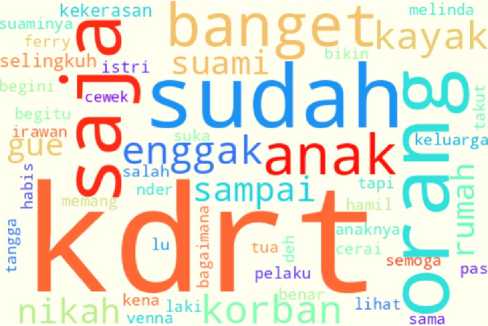 kekerasan
melinda
suaminya
banget
ferry
kayak
selingkuh
istri
suami
bikin
begini
saja
cewek
sudah
orang
takut
begitu
suka
irawan
gue
enggak
anak
keluarga
habis
salah
nder
sampai
tapi
rumah
memang
hamil
kdrt
tangga
lu
bagaimana
tua
deh
anaknya
cerai
semoga
pelaku
pas
benar
nikah
kena
venna
laki
korban
lihat
sama